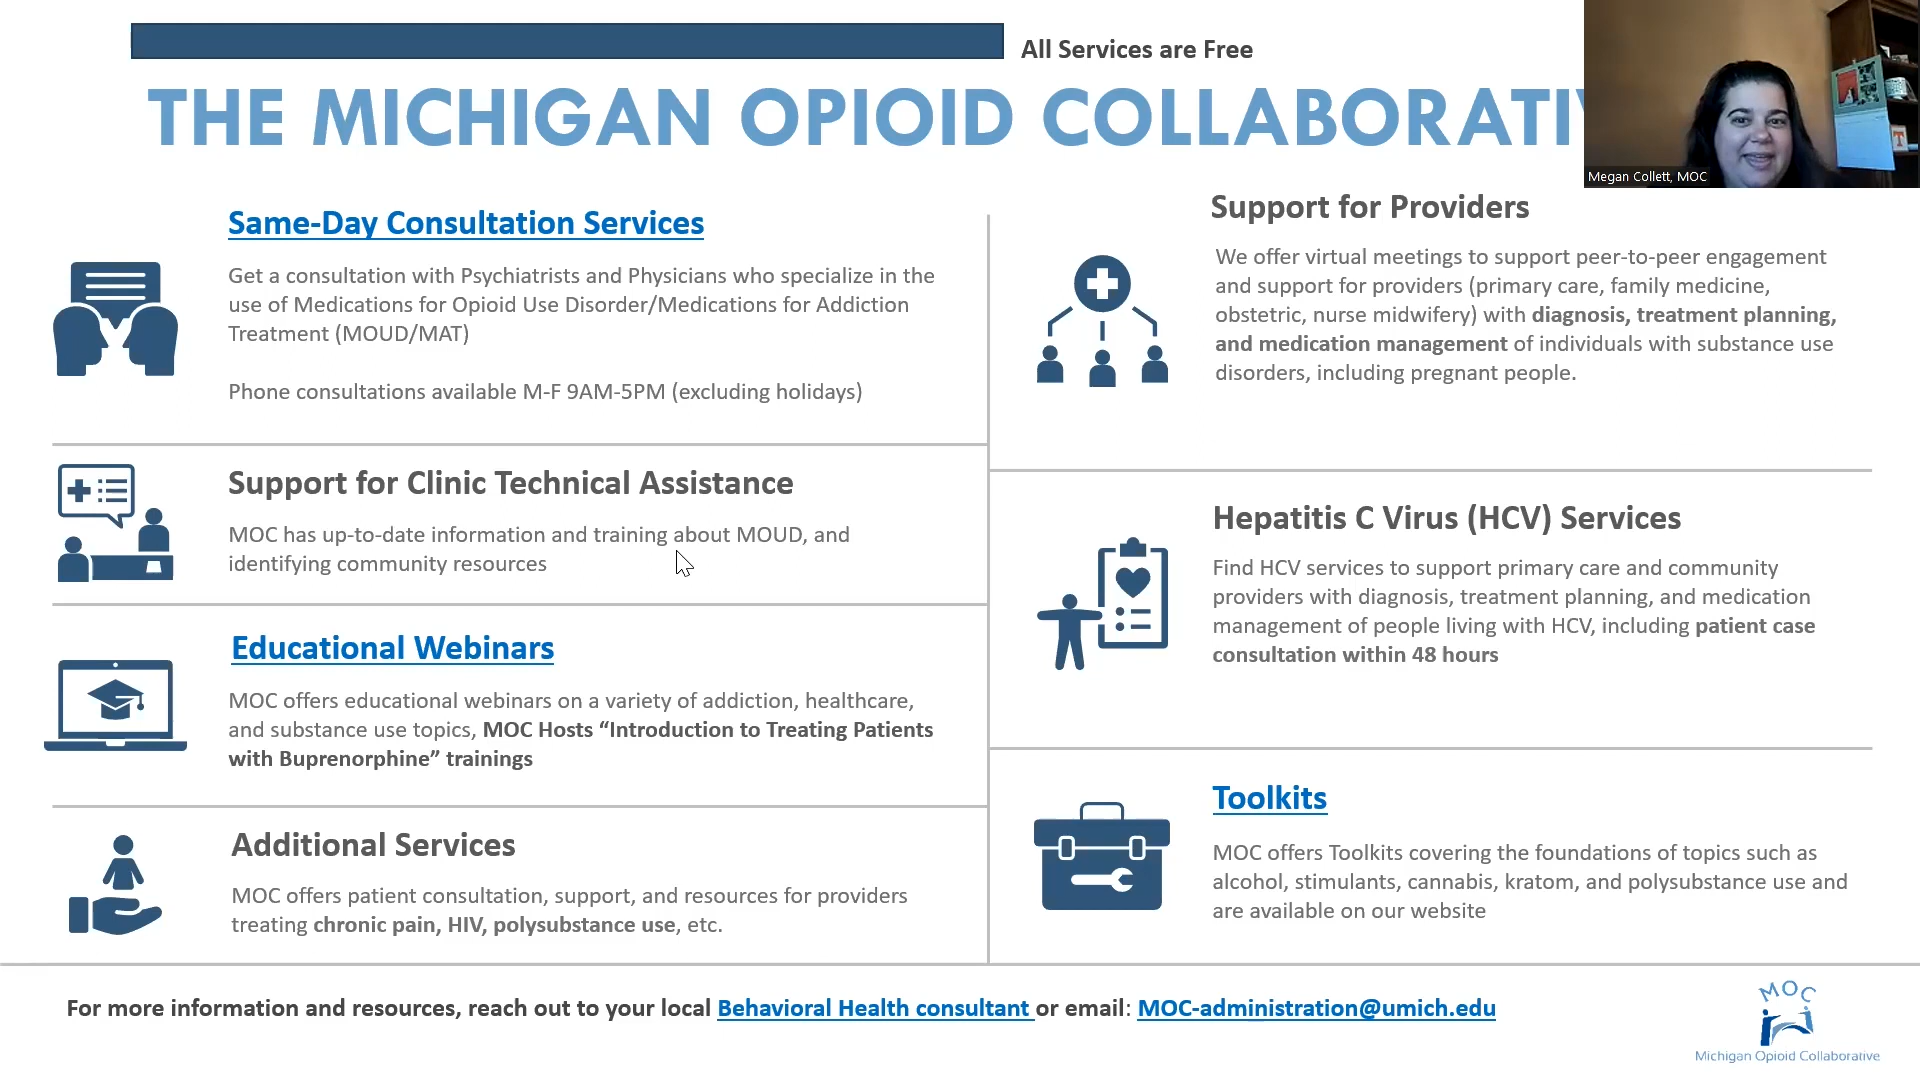 All Services are Free
THE MICHIGAN OPIOID COLLABORATIV
Megan Collett, MOC
Same-Day Consultation Services
Get a consultation with Psychiatrists and Physicians who specialize in the
use of Medications for Opioid Use Disorder/Medications for Addiction
Treatment (MOUD/MAT)
Phone consultations available M-F 9AM-5PM (excluding holidays)
Support for Clinic Technical Assistance
MOC has up-to-date information and training about MOUD, and
identifying community resources
Educational Webinars
MOC offers educational webinars on a variety of addiction, healthcare,
and substance use topics, MOC Hosts “Introduction to Treating Patients
with Buprenorphine” trainings
Additional Services
MOC offers patient consultation, support, and resources for providers
treating chronic pain, HIV, polysubstance use, etc.
Support for Providers
We offer virtual meetings to support peer-to-peer engagement
and support for providers (primary care, family medicine,
obstetric, nurse midwifery) with diagnosis, treatment planning,
and medication management of individuals with substance use
disorders, including pregnant people.
Hepatitis C Virus (HCV) Services
Find HCV services to support primary care and community
providers with diagnosis, treatment planning, and medication
management of people living with HCV, including patient case
consultation within 48 hours
Toolkits
MOC offers Toolkits covering the foundations of topics such as
alcohol, stimulants, cannabis, kratom, and polysubstance use and
are available on our website
For more information and resources, reach out to your local Behavioral Health consultant or email: MOC-administration@umich.edu
MOC
Michigan Opioid Collaborative